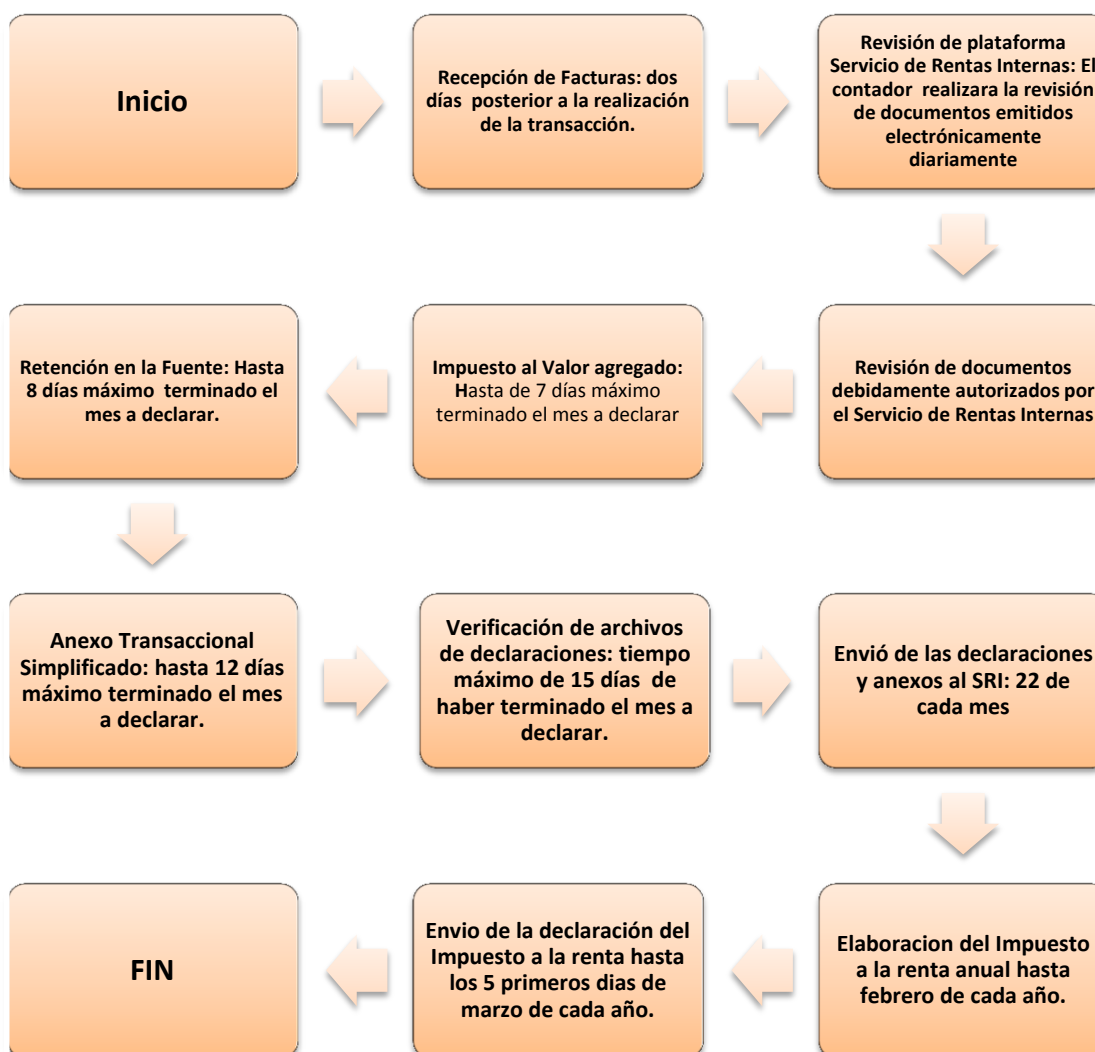 Inicio
Recepción de Facturas: dos
días posterior a la realización
de la transacción.
Revisión de plataforma
Servicio de Rentas Internas: El
contador realizara la revisión
de documentos emitidos
electrónicamente
diariamente
Revisión de documentos
debidamente autorizados por
el Servicio de Rentas Internas
Impuesto al Valor agregado:
Hasta de 7 días máximo
terminado el mes a declarar
Retención en la Fuente: Hasta
8 días máximo terminado el
mes a declarar.
Anexo Transaccional
Simplificado: hasta 12 días
máximo terminado el mes
a declarar.
Verificación de archivos
de declaraciones: tiempo
máximo de 15 días de
haber terminado el mes a
declarar.
Envió de las declaraciones
y anexos al SRI: 22 de
cada mes
Elaboracion del Impuesto
a la renta anual hasta
febrero de cada año.
Envio de la declaración del
Impuesto a la renta hasta
los 5 primeros dias de
marzo de cada año.
FIN